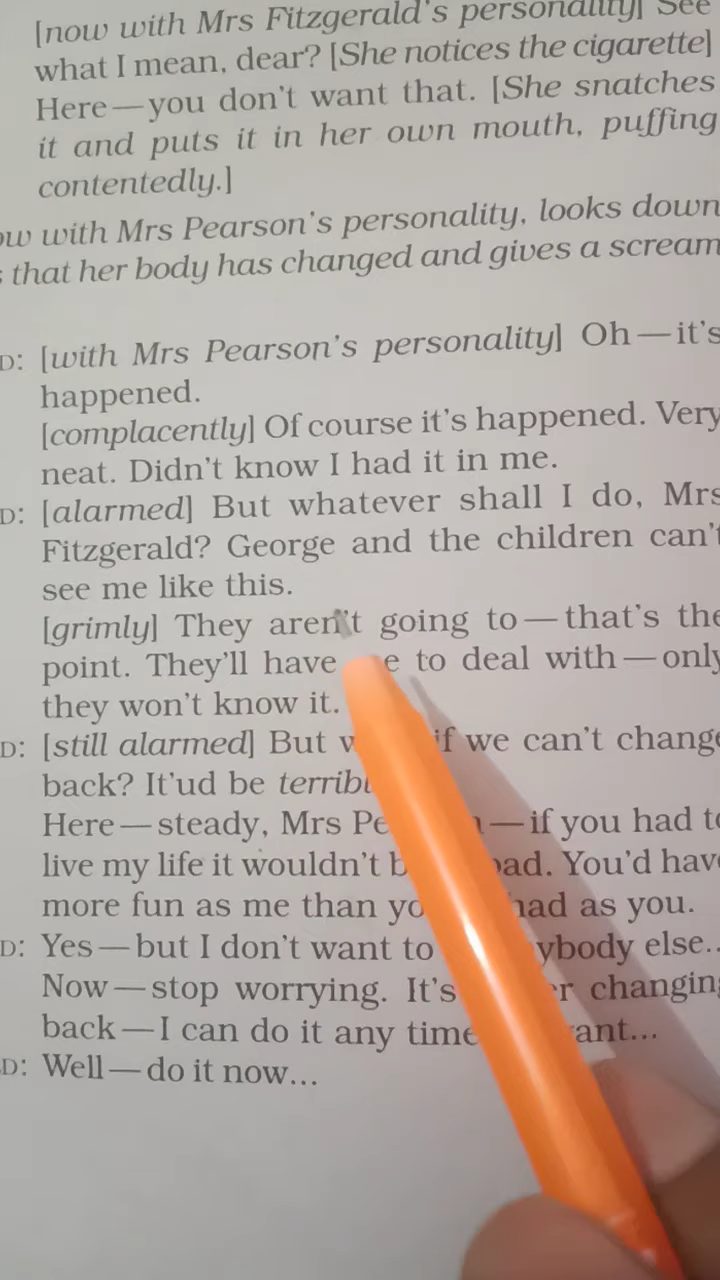 [now with Mrs Fitzgerald's personality] See
what I mean, dear? [She notices the cigarette]
Here—you don't want that. [She snatches
it and puts it in her own mouth, puffing
contentedly.]
with Mrs Pearson's personality, looks down
that her body has changed and gives a scream
D: [with Mrs Pearson's personality] Oh—it's
happened.
[complacently] Of course it's happened. Very
neat. Didn't know I had it in me.
D: [alarmed] But whatever shall I do, Mrs
Fitzgerald? George and the children can't
see me like this.
[grimly] They aren't going to—that's the
point. They'll have to deal with—only
they won't know it.
D: [still alarmed] But if we can't change
back? It'ud be
Here—steady, Mrs —if you had to
live my life it wouldn't You'd have
more fun as me than had as you.
D: Yes—but I don't want to else..
Now—stop worrying. It's changing
back—I can do it any time
D: Well—do it now...